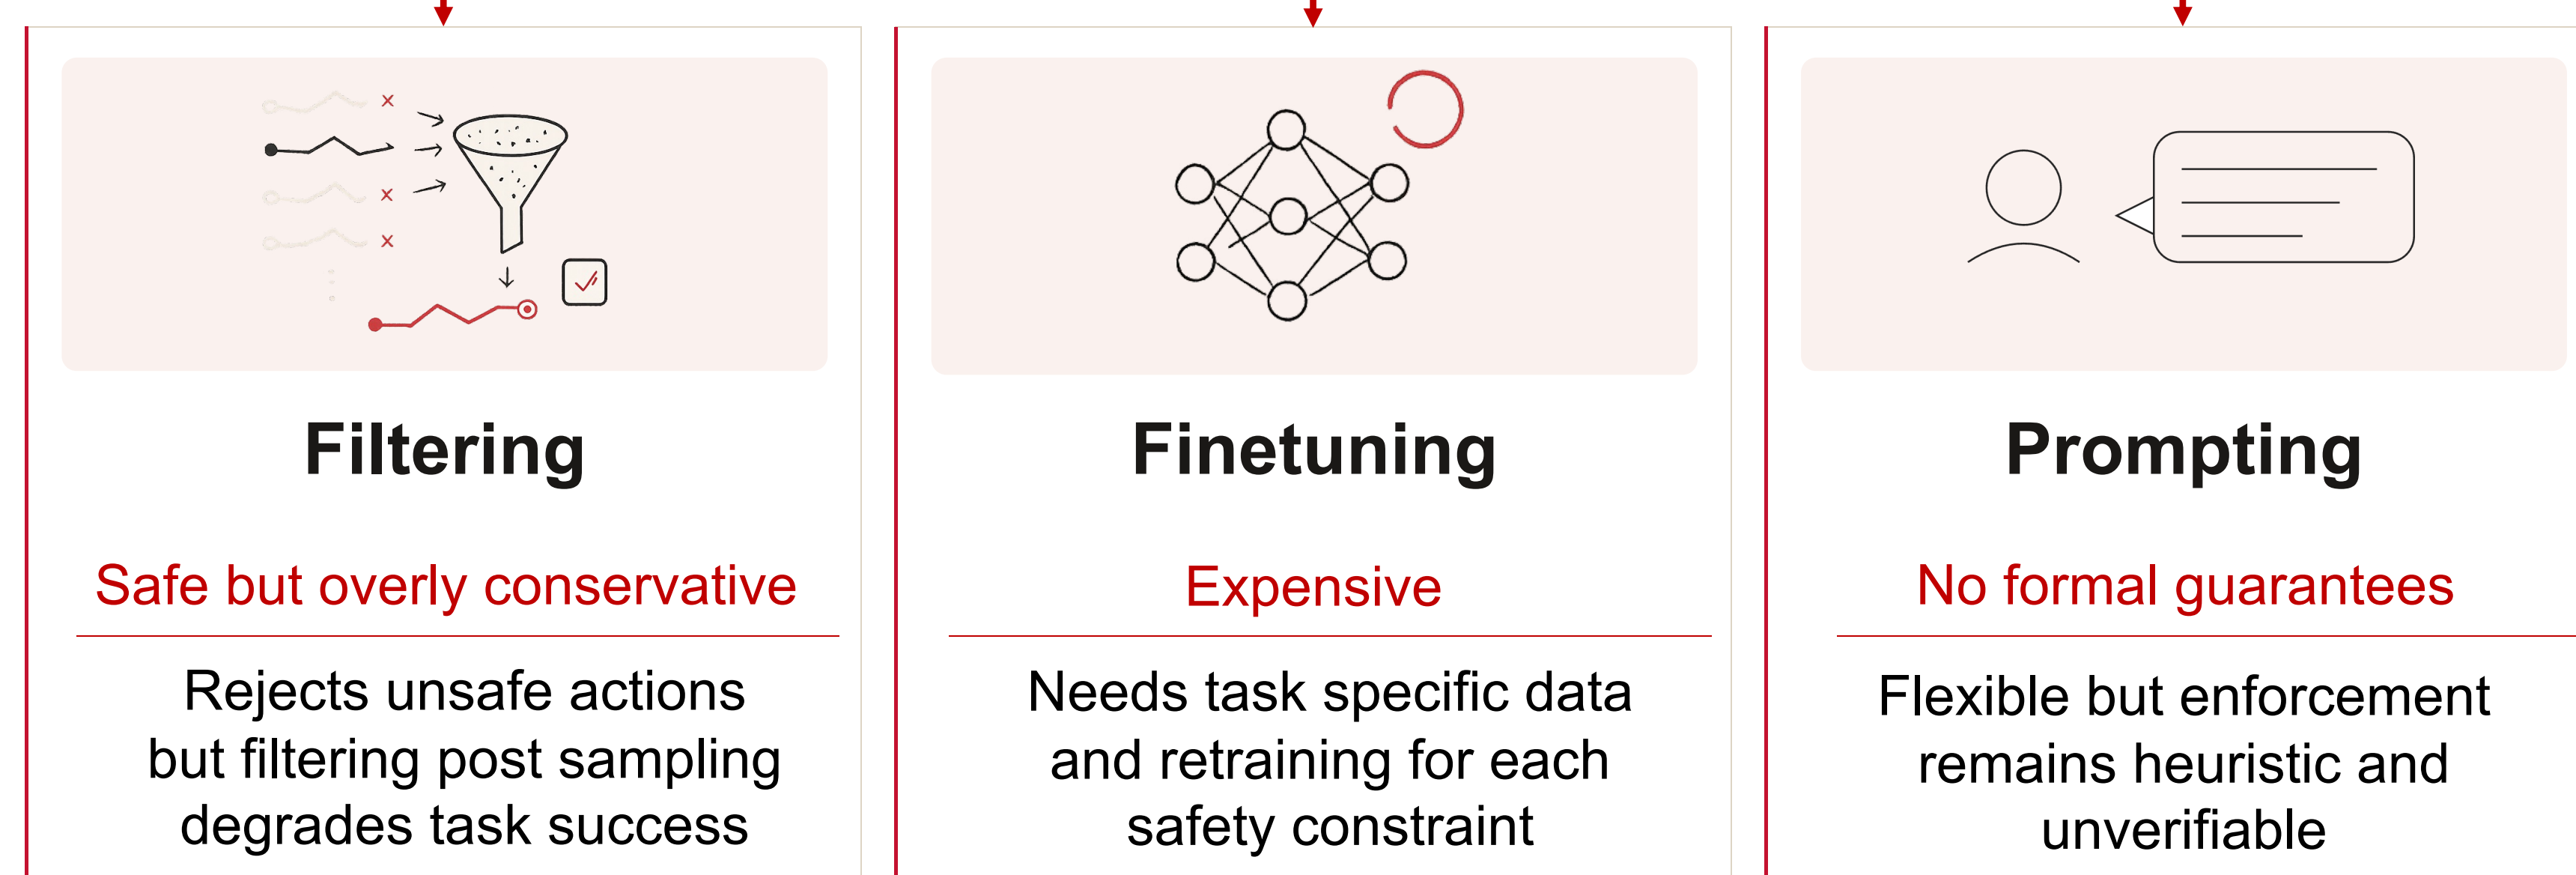 Filtering
Safe but overly conservative
Rejects unsafe actions
but filtering post sampling
degrades task success
Finetuning
Expensive
Needs task specific data
and retraining for each
safety constraint
Prompting
No formal guarantees
Flexible but enforcement
remains heuristic and
unverifiable